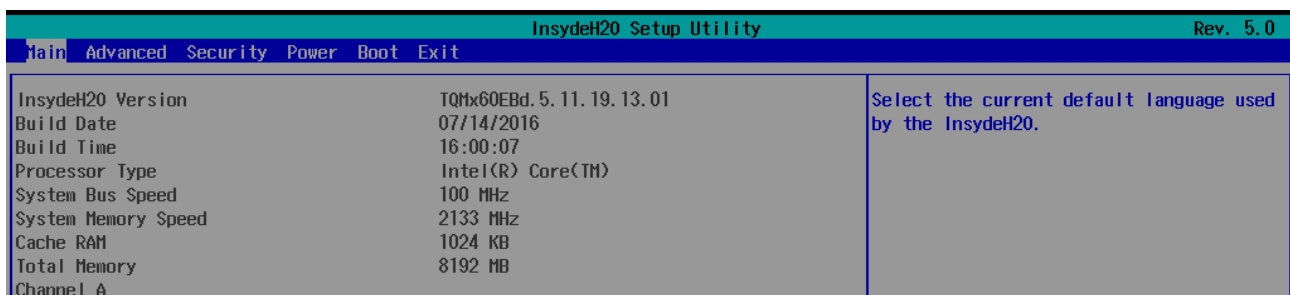 InsydeH20 Setup Utility Rev. 5.0
Main Advanced Security Power Boot Exit
InsydeH20 Version TQMx60EBd.5.11.19.13.01 Select the current default language used
Build Date 07/14/2016 by the InsydeH20.
Build Time 16:00:07
Processor Type Intel(R) Core(TM)
System Bus Speed 100 MHz
System Memory Speed 2133 MHz
Cache RAM 1024 KB
Total Memory 8192 MB
Channel A